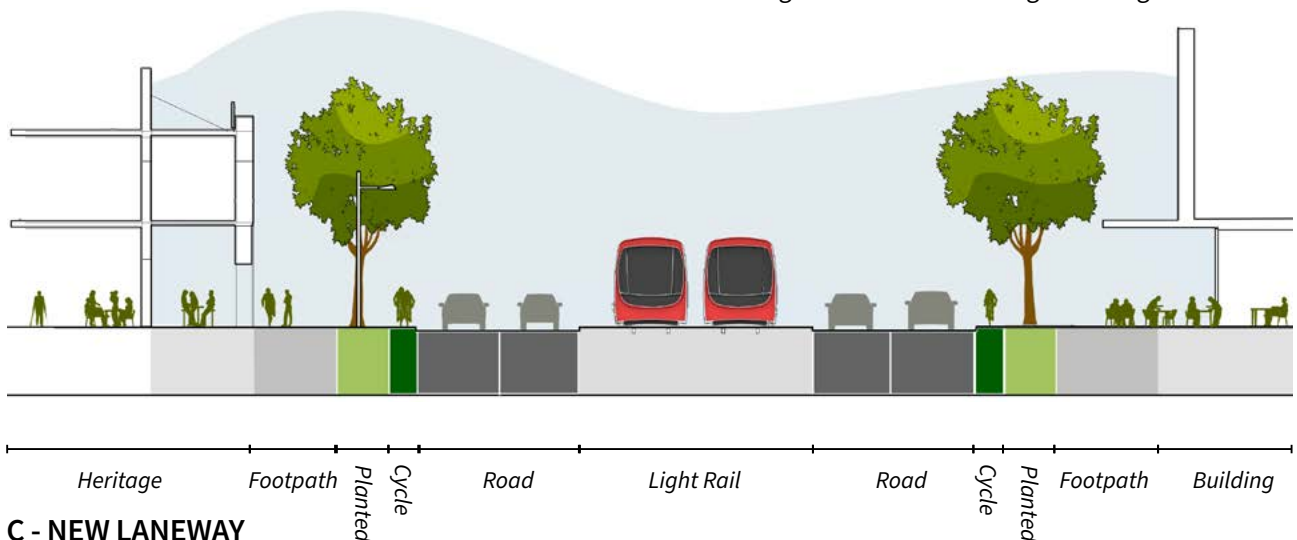 Heritage
Footpath
Planted
Cycle
Road
Light Rail
Road
Cycle
Planted
Footpath
Building
C - NEW LANEWAY